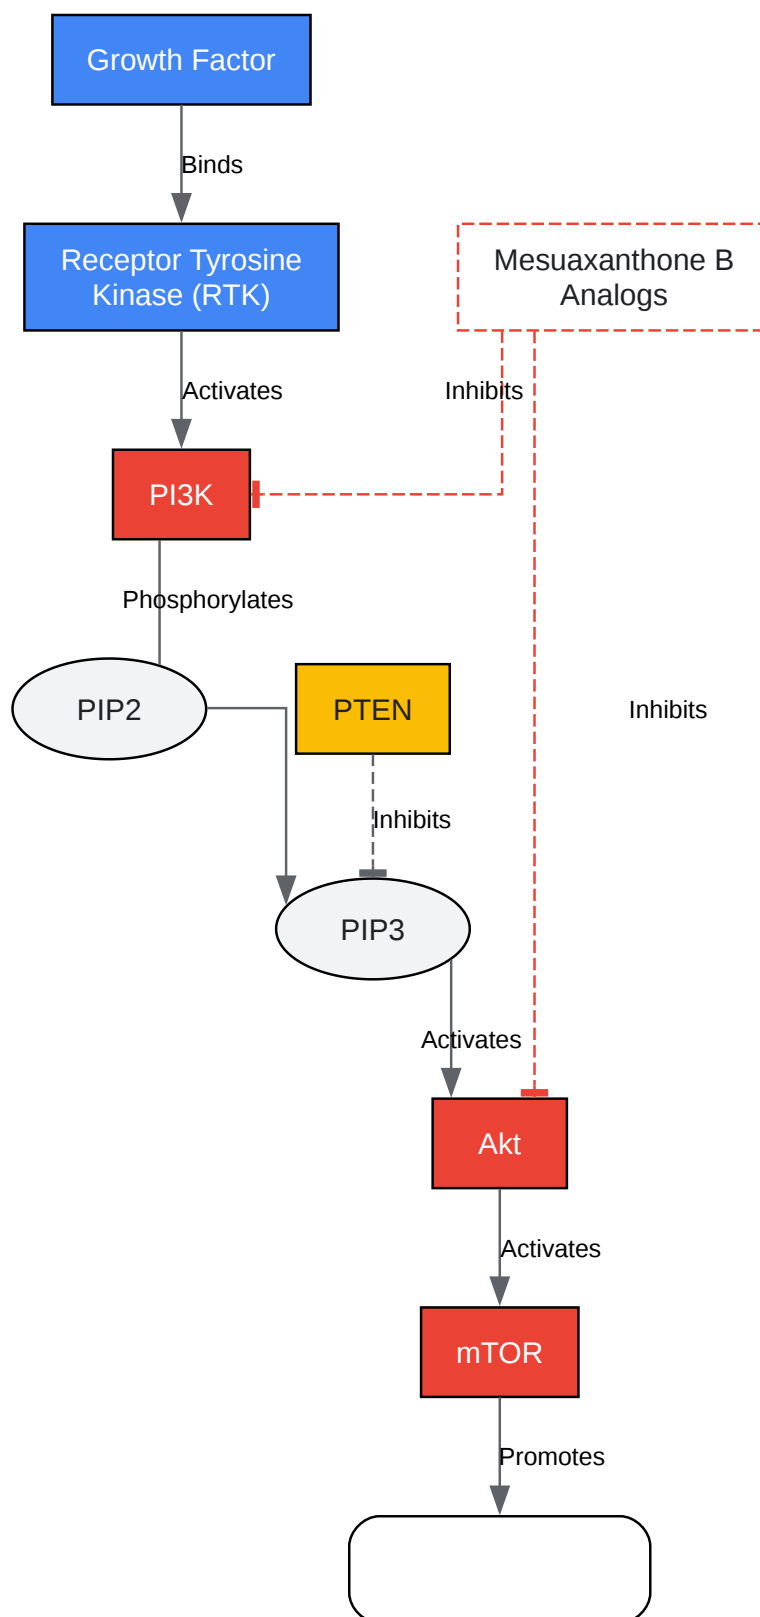 Growth Factor
Binds
Receptor Tyrosine
Kinase (RTK)
Mesuaxanthone B
Analogs
Activates
Inhibits
PI3K
Phosphorylates
PIP2
PTEN
Inhibits
Inhibits
PIP3
Activates
Akt
Activates
mTOR
Promotes